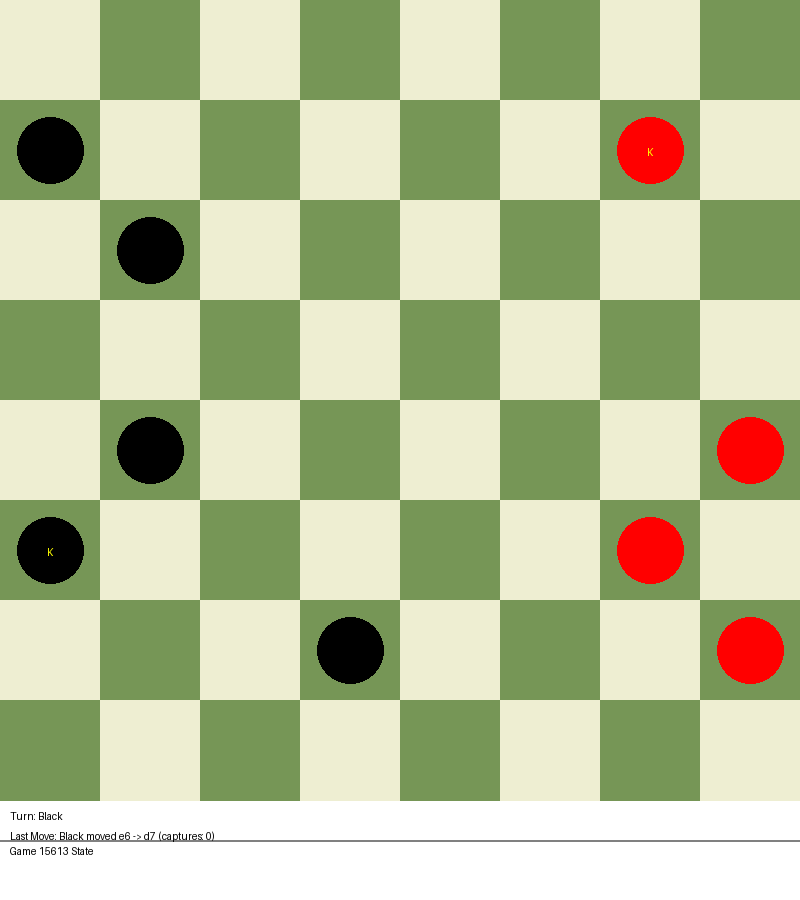 K
K
Turn: Black
Last Move: Black moved e6 -> d7 (captures: 0)
Game 15613 State